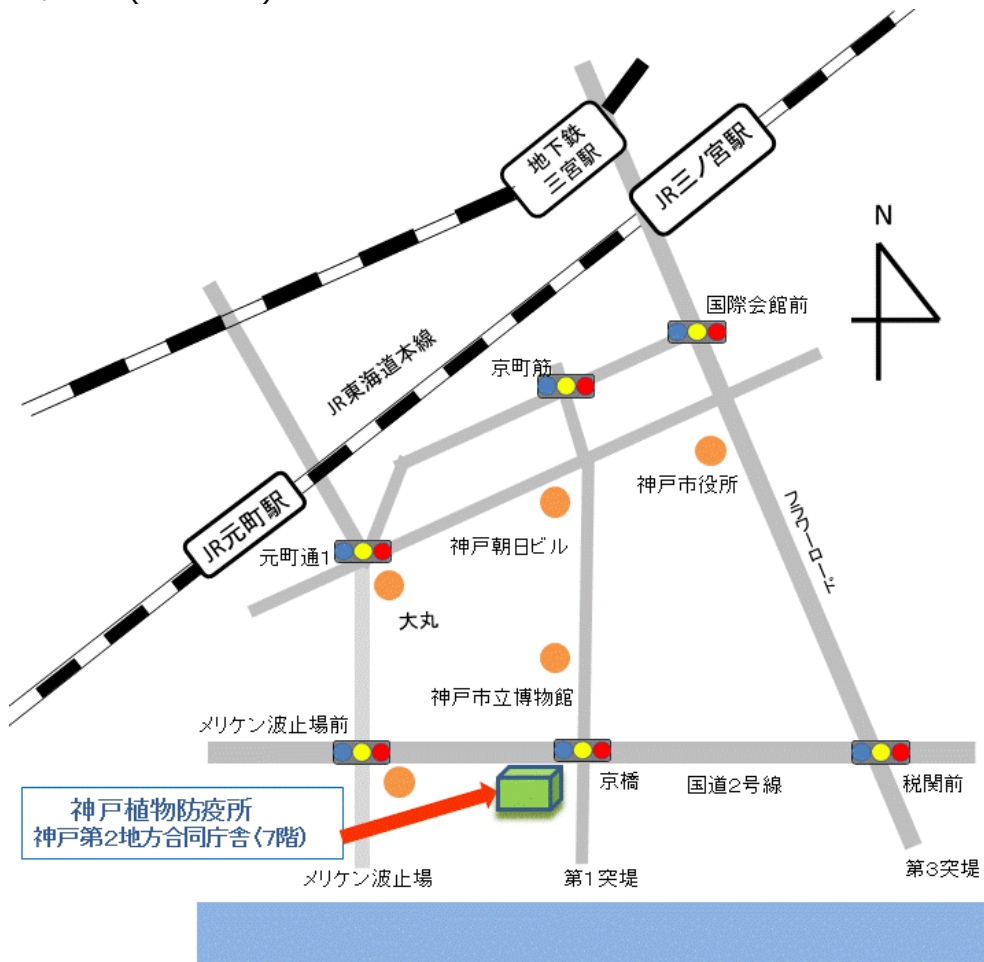 地下鉄
三宮駅
JR三ノ宮駅
N
国際会館前
京町筋
JR東海道本線
神戸市役所
フラワーロード
JR元町駅
元町通1
神戸朝日ビル
大丸
神戸市立博物館
メリケン波止場前
京橋
国道2号線
税関前
神戸植物防疫所
神戸第2地方合同庁舎(7階)
メリケン波止場
第1突堤
第3突堤